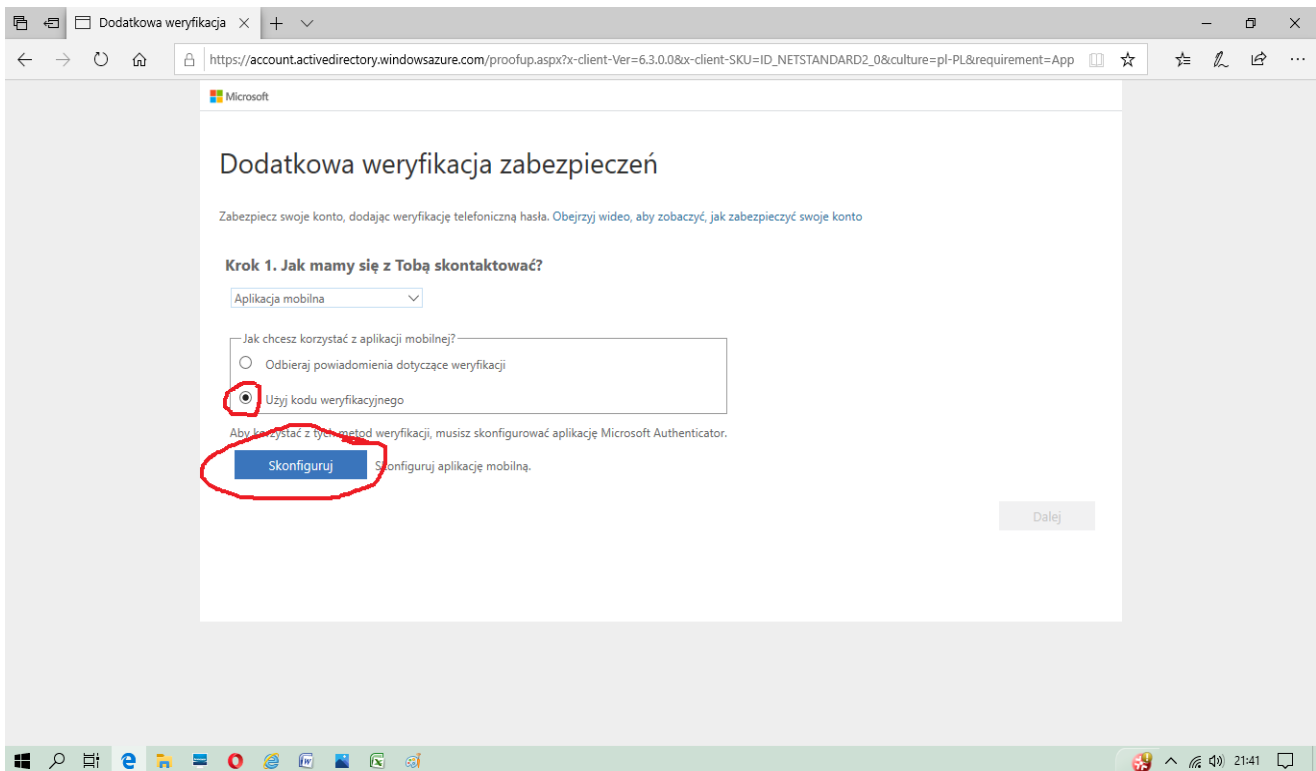 Dodatkowa weryfikacja
https://account.activedirectory.windowsazure.com/proofup.aspx?x-client-Ver=6.3.0.0&x-client-SKU=ID_NETSTANDARD2_0&culture=pl-PL&requirement=App
Microsoft
Dodatkowa weryfikacja zabezpieczeń
Zabezpiecz swoje konto, dodając weryfikację telefoniczną hasła. Obejrzyj wideo, aby zobaczyć, jak zabezpieczyć swoje konto
Krok 1. Jak mamy się z Tobą skontaktować?
Aplikacja mobilna
Jak chcesz korzystać z aplikacji mobilnej?
Odbieraj powiadomienia dotyczące weryfikacji
Użyj kodu weryfikacyjnego
Aby korzystać z tych metod weryfikacji, musisz skonfigurować aplikację Microsoft Authenticator.
Skonfiguruj Skonfiguruj aplikację mobilną.
Dalej
21:41